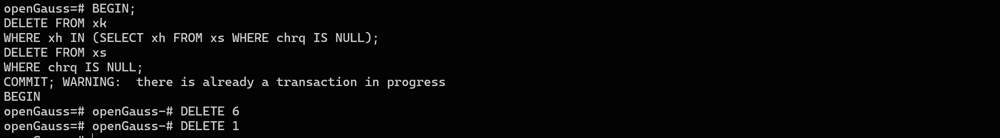 openGauss=# BEGIN;
DELETE FROM xk
WHERE xh IN (SELECT xh FROM xs WHERE chrq IS NULL);
DELETE FROM xs
WHERE chrq IS NULL;
COMMIT; WARNING:  there is already a transaction in progress
BEGIN
openGauss=# openGauss-# DELETE 6
openGauss=# openGauss-# DELETE 1